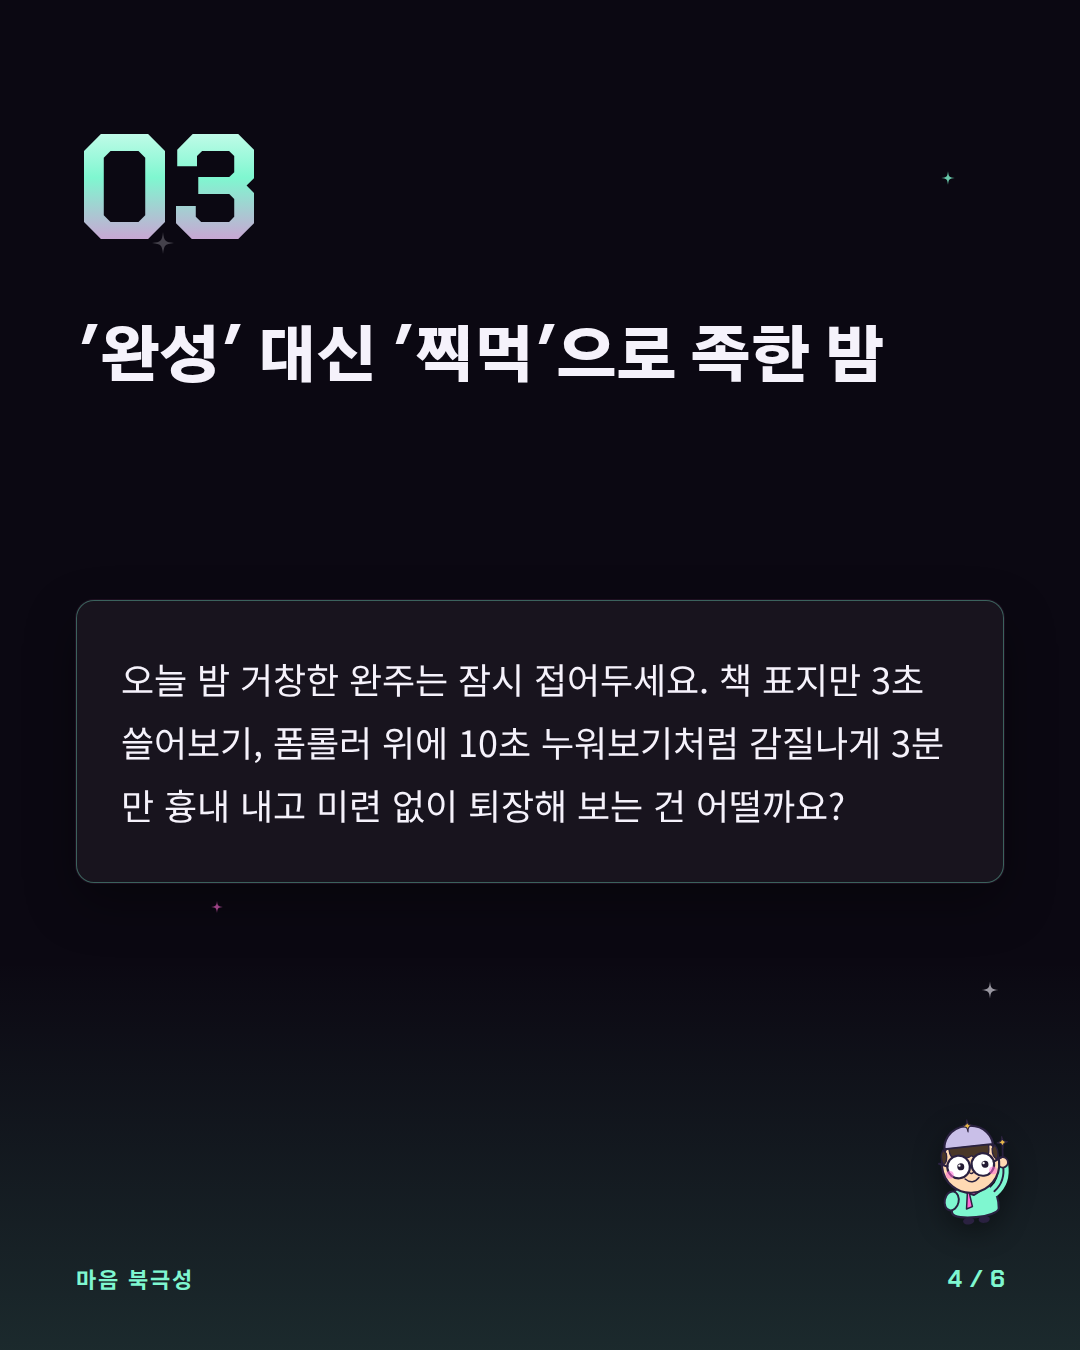 03
'완성' 대신 '찍먹'으로 족한 밤
오늘 밤 거창한 완주는 잠시 접어두세요. 책 표지만 3초
쓸어보기, 폼롤러 위에 10초 누워보기처럼 감질나게 3분
만 흉내 내고 미련 없이 퇴장해 보는 건 어떨까요?
마음 북극성
4 / 6